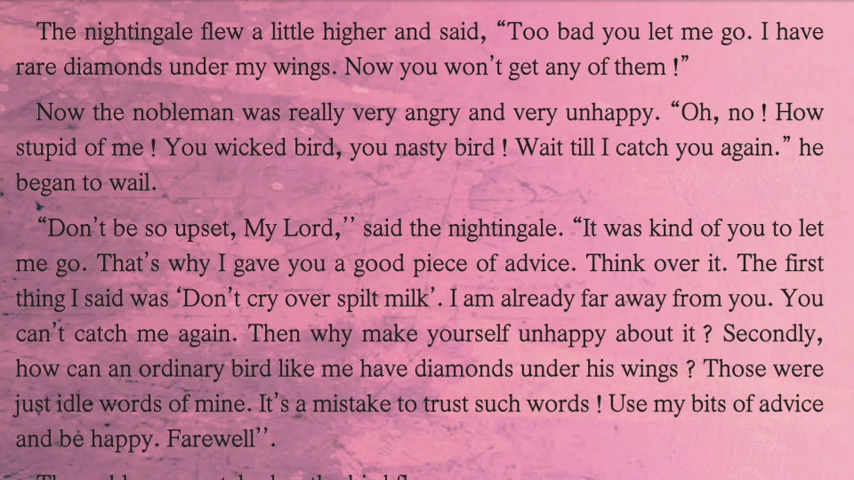 The nightingale flew a little higher and said, “Too bad you let me go. I have
rare diamonds under my wings. Now you won’t get any of them !”
Now the nobleman was really very angry and very unhappy. “Oh, no ! How
stupid of me ! You wicked bird, you nasty bird ! Wait till I catch you again.” he
began to wail.
“Don’t be so upset, My Lord,’’ said the nightingale. “It was kind of you to let
me go. That’s why I gave you a good piece of advice. Think over it. The first
thing I said was ‘Don’t cry over spilt milk’. I am already far away from you. You
can’t catch me again. Then why make yourself unhappy about it ? Secondly,
how can an ordinary bird like me have diamonds under his wings ? Those were
just idle words of mine. It’s a mistake to trust such words ! Use my bits of advice
and be happy. Farewell’’.